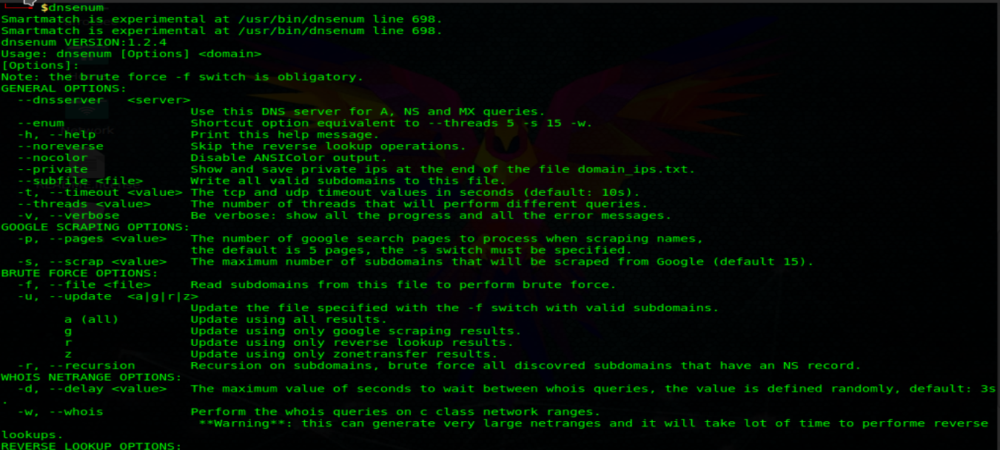 $dnsenum
Smartmatch is experimental at /usr/bin/dnsenum line 698.
Smartmatch is experimental at /usr/bin/dnsenum line 698.
dnsenum VERSION:1.2.4
Usage: dnsenum [Options] <domain>
[Options]:
Note: the brute force -f switch is obligatory.
GENERAL OPTIONS:
  --dnsserver   <server>
                        Use this DNS server for A, NS and MX queries.
  --enum                Shortcut option equivalent to --threads 5 -s 15 -w.
  -h, --help            Print this help message.
  --noreverse           Skip the reverse lookup operations.
  --nocolor             Disable ANSIColor output.
  --private             Show and save private ips at the end of the file domain_ips.txt.
  --subfile <file>      Write all valid subdomains to this file.
  -t, --timeout <value> The tcp and udp timeout values in seconds (default: 10s).
  --threads <value>     The number of threads that will perform different queries.
  -v, --verbose         Be verbose: show all the progress and all the error messages.
GOOGLE SCRAPING OPTIONS:
  -p, --pages <value>   The number of google search pages to process when scraping names,
                        the default is 5 pages, the -s switch must be specified.
  -s, --scrap <value>   The maximum number of subdomains that will be scraped from Google (default 15).
BRUTE FORCE OPTIONS:
  -f, --file <file>     Read subdomains from this file to perform brute force.
  -u, --update  <a|g|r|z>
                        Update the file specified with the -f switch with valid subdomains.
        a (all)         Update using all results.
        g               Update using only google scraping results.
        r               Update using only reverse lookup results.
        z               Update using only zonetransfer results.
  -r, --recursion       Recursion on subdomains, brute force all discovred subdomains that have an NS record.
WHOIS NETRANGE OPTIONS:
  -d, --delay <value>   The maximum value of seconds to wait between whois queries, the value is defined randomly, default: 3s
.
  -w, --whois           Perform the whois queries on c class network ranges.
                         **Warning**: this can generate very large netranges and it will take lot of time to performe reverse
lookups.
REVERSE LOOKUP OPTIONS: